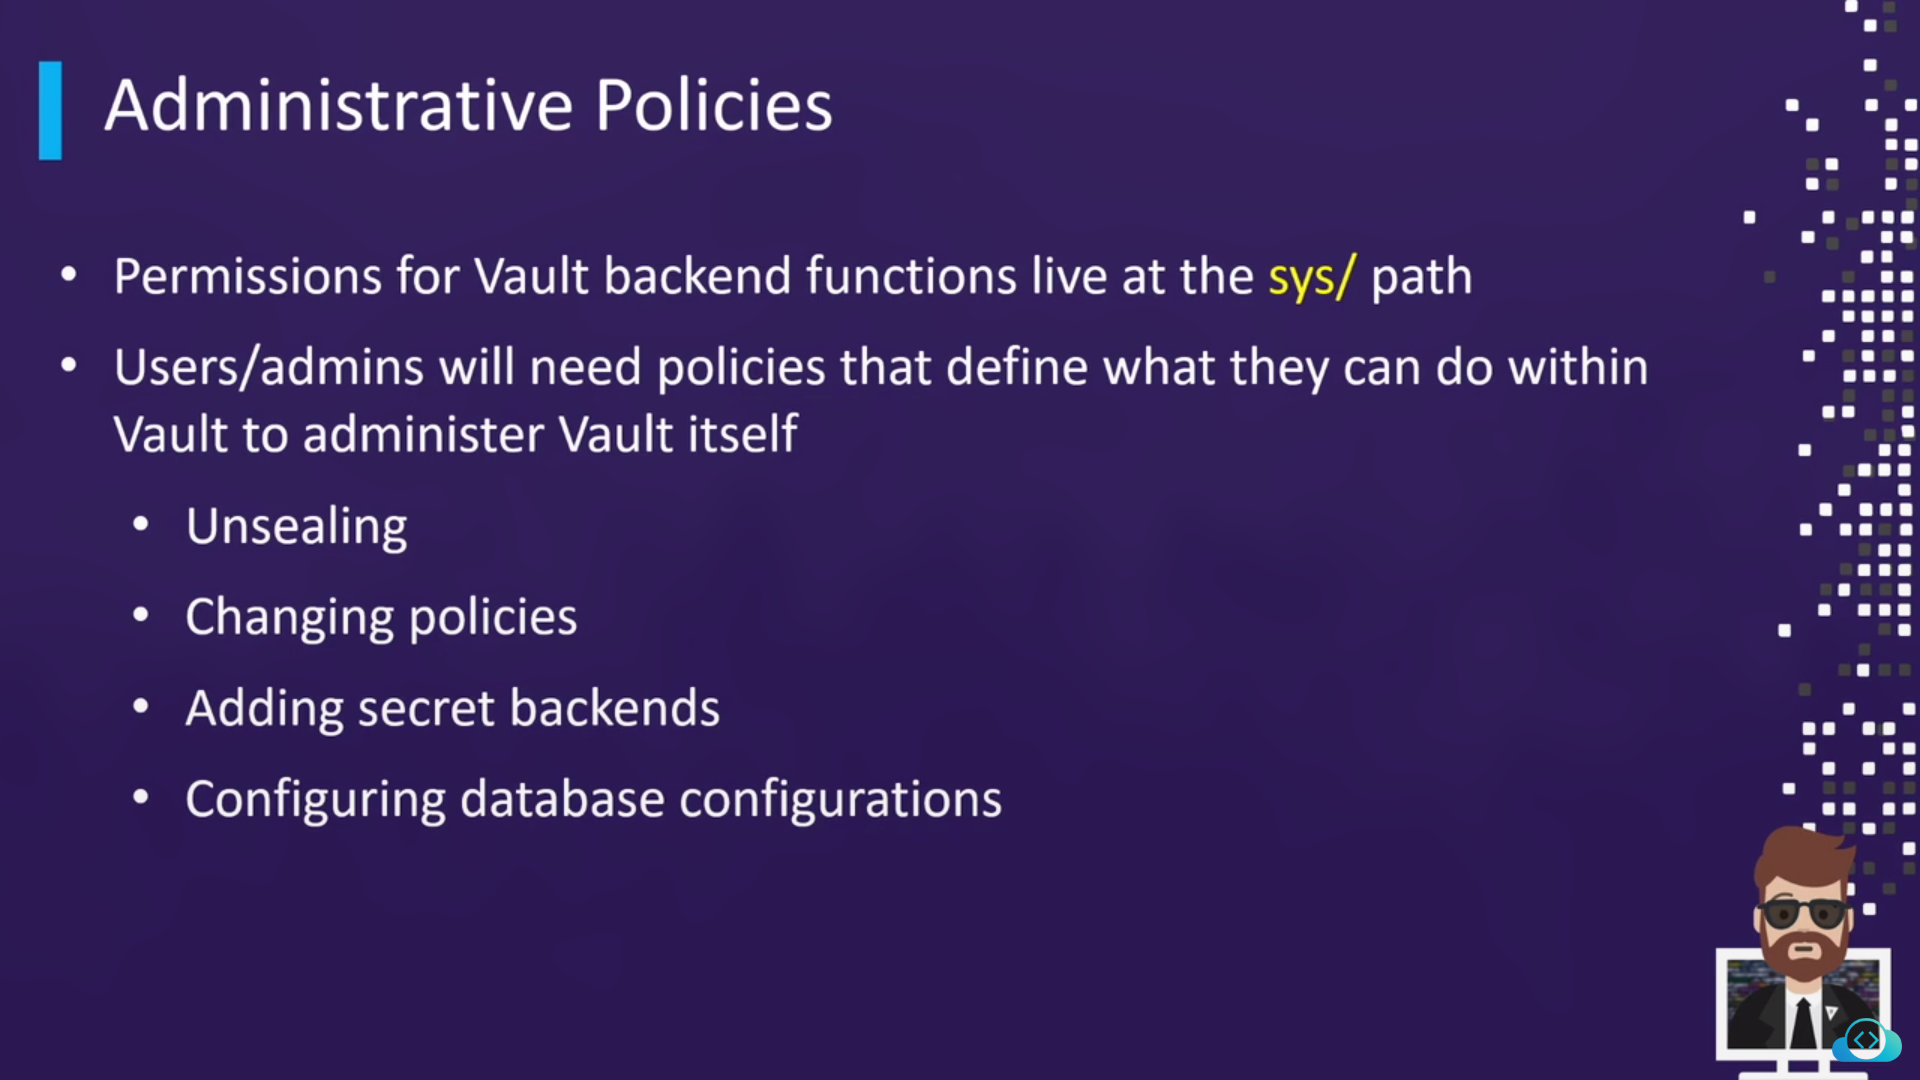 Administrative Policies
• Permissions for Vault backend functions live at the sys/ path
• Users/admins will need policies that define what they can do within
Vault to administer Vault itself
• Unsealing
• Changing policies
• Adding secret backends
• Configuring database configurations